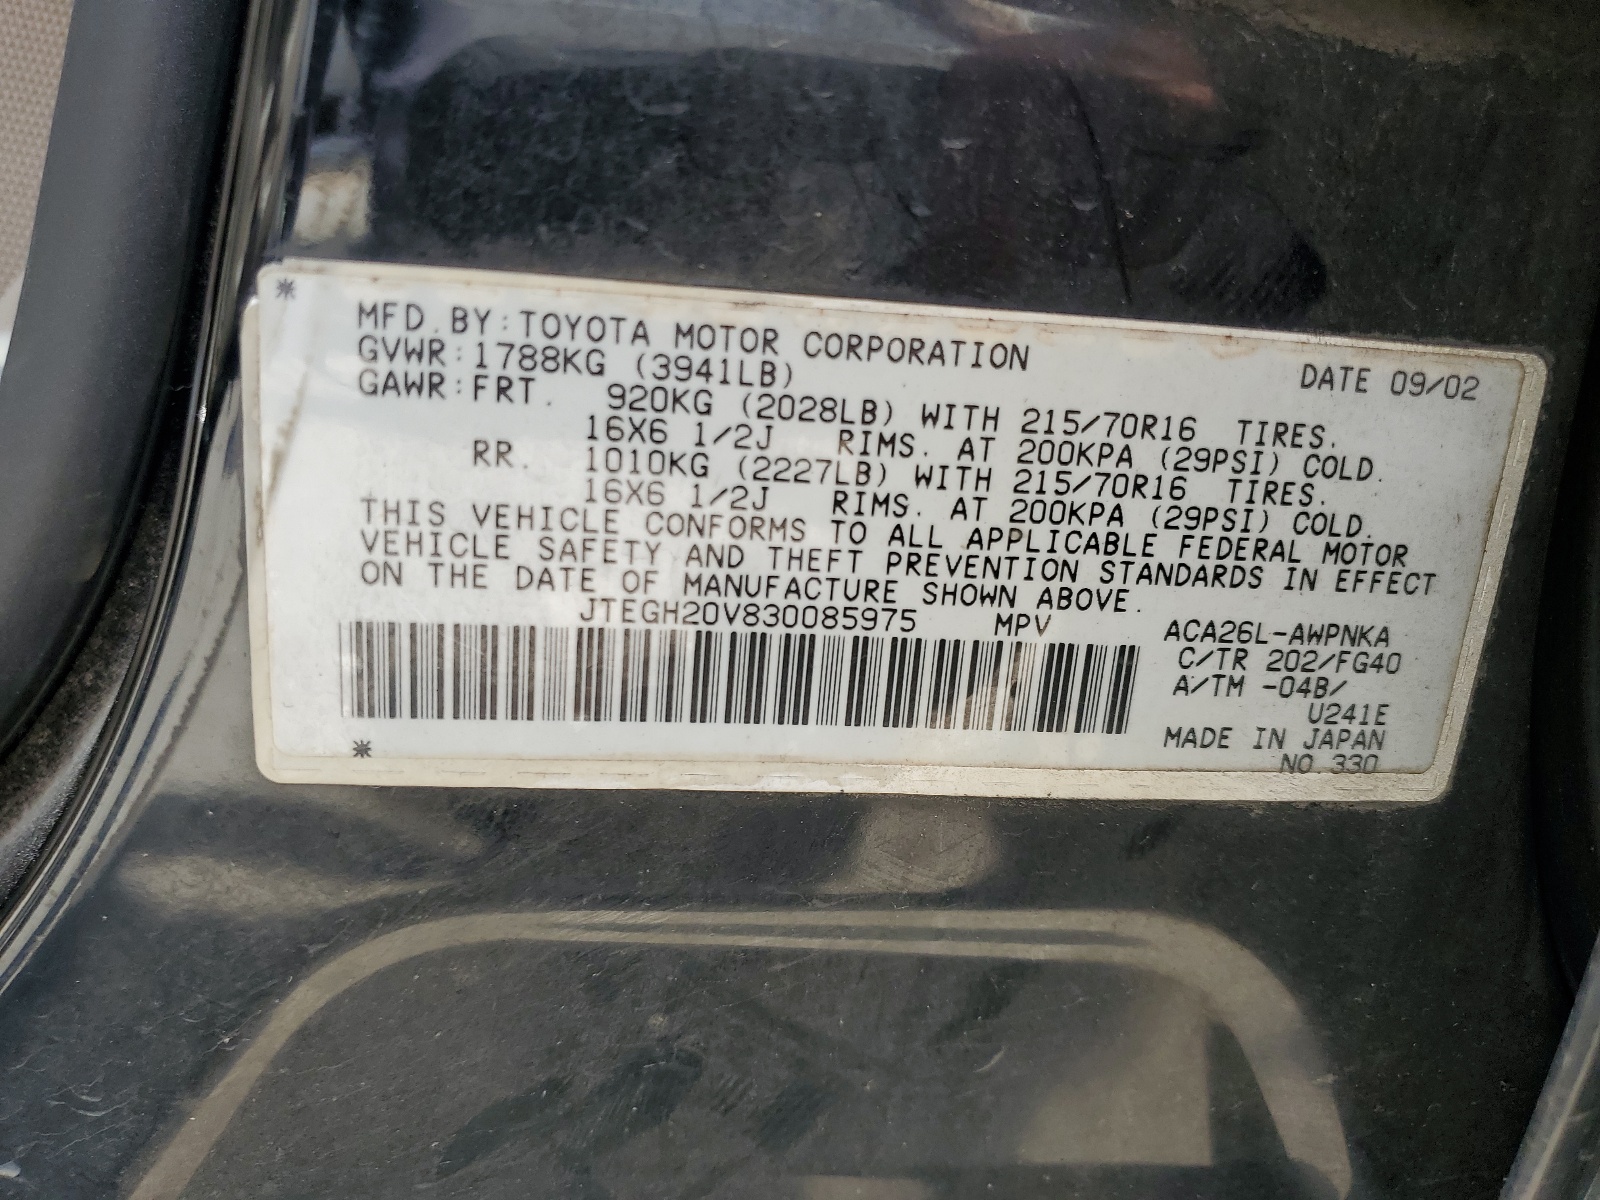 MFD. BY: TOYOTA MOTOR CORPORATION DATE 09/02
GVWR: 1788KG (3941LB)
GAWR: FRT. 920KG (2028LB) WITH 215/70R16 TIRES.
16X6 1/2J RIMS. AT 200KPA (29PSI) COLD.
RR. 1010KG (2227LB) WITH 215/70R16 TIRES.
16X6 1/2J RIMS. AT 200KPA (29PSI) COLD.
THIS VEHICLE CONFORMS TO ALL APPLICABLE FEDERAL MOTOR
VEHICLE SAFETY AND THEFT PREVENTION STANDARDS IN EFFECT
ON THE DATE OF MANUFACTURE SHOWN ABOVE.
JTEGH20V830085975 MPV
ACA26L-AWPNKA
C/TR 202/FG40
A/TM -04B/
U241E
MADE IN JAPAN
NO. 330